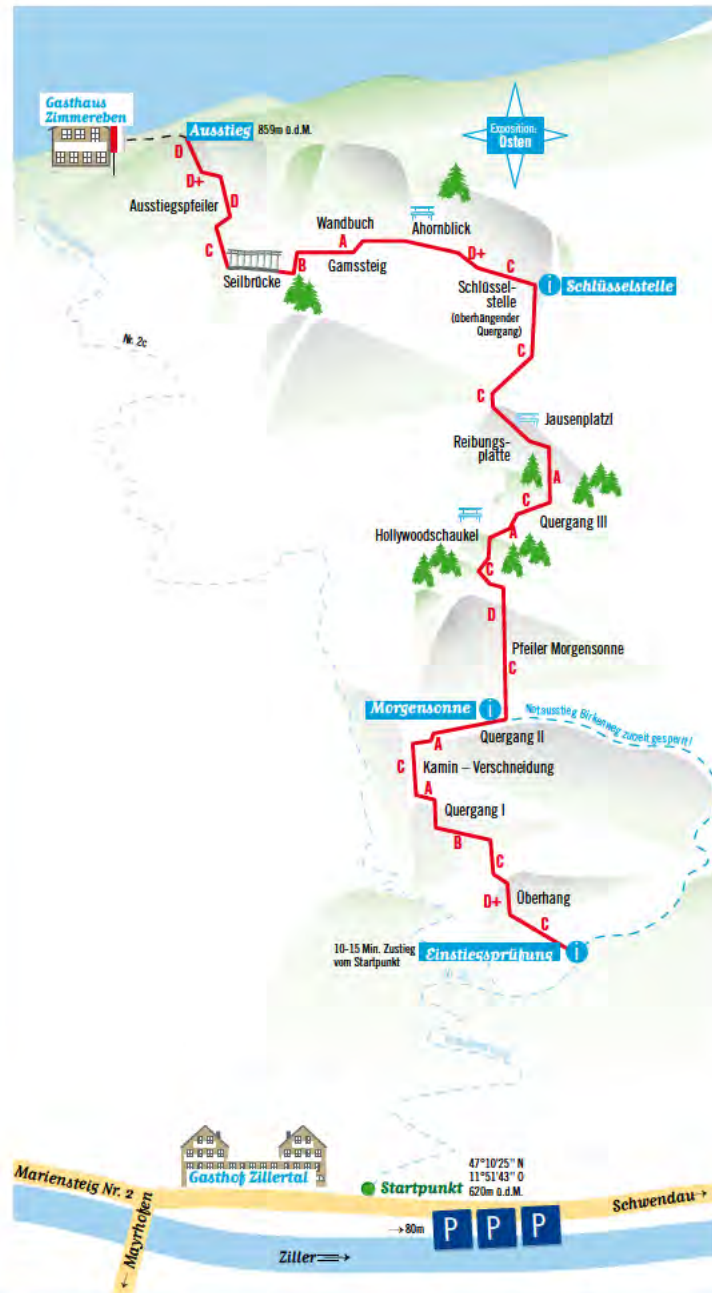 Gasthaus
Zimmereben
Ausstieg 859m ü.d.M.
Exposition:
Osten
D
D+
D
Ausstiegspfeiler
C
Seilbrücke
B
Wandbuch
A
Gamssteig
Ahornblick
D+
C
Schlüssel-
stelle
(überhängender
Quergang)
i Schlüsselstelle
C
Nr. 2c
C
Jausenplatzl
Reibungs-
platte
A
C
Quergang III
A
Hollywoodschaukel
C
D
Pfeiler Morgensonne
C
Morgensonne i
Notausstieg Birkenweg zur Zeit gesperrt!
Quergang II
A
C
Kamin – Verschneidung
A
Quergang I
B
C
D+
Überhang
C
10-15 Min. Zustieg
vom Startpunkt
Einstiegsprüfung i
Gasthof Zillertal
Startpunkt
47°10'25" N
11°51'43" O
620m ü.d.M.
Mariensteig Nr. 2
← Mayrhofen
Schwendau→
→80m
P P P
Ziller